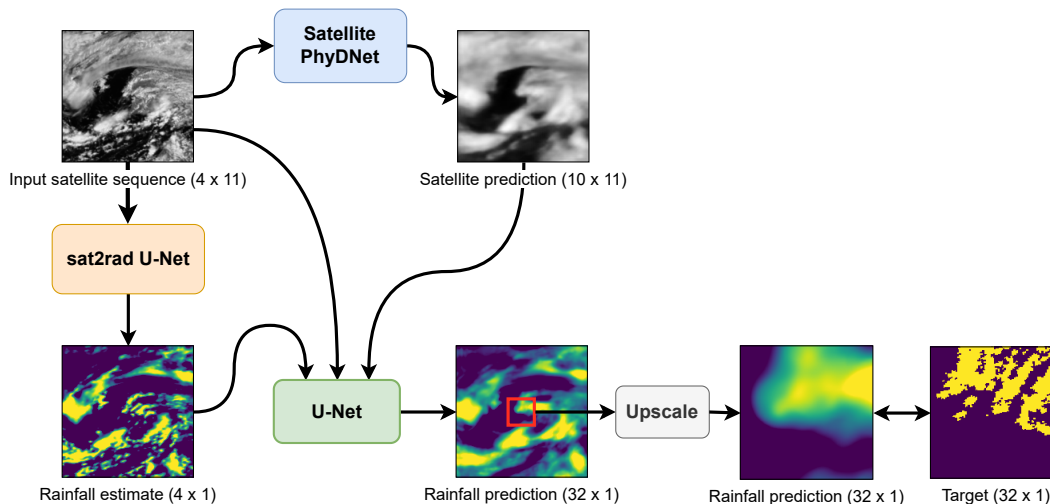 Satellite
PhyDNet
Input satellite sequence (4 x 11)
Satellite prediction (10 x 11)
sat2rad U-Net
U-Net
Upscale
Rainfall estimate (4 x 1)
Rainfall prediction (32 x 1)
Rainfall prediction (32 x 1)
Target (32 x 1)